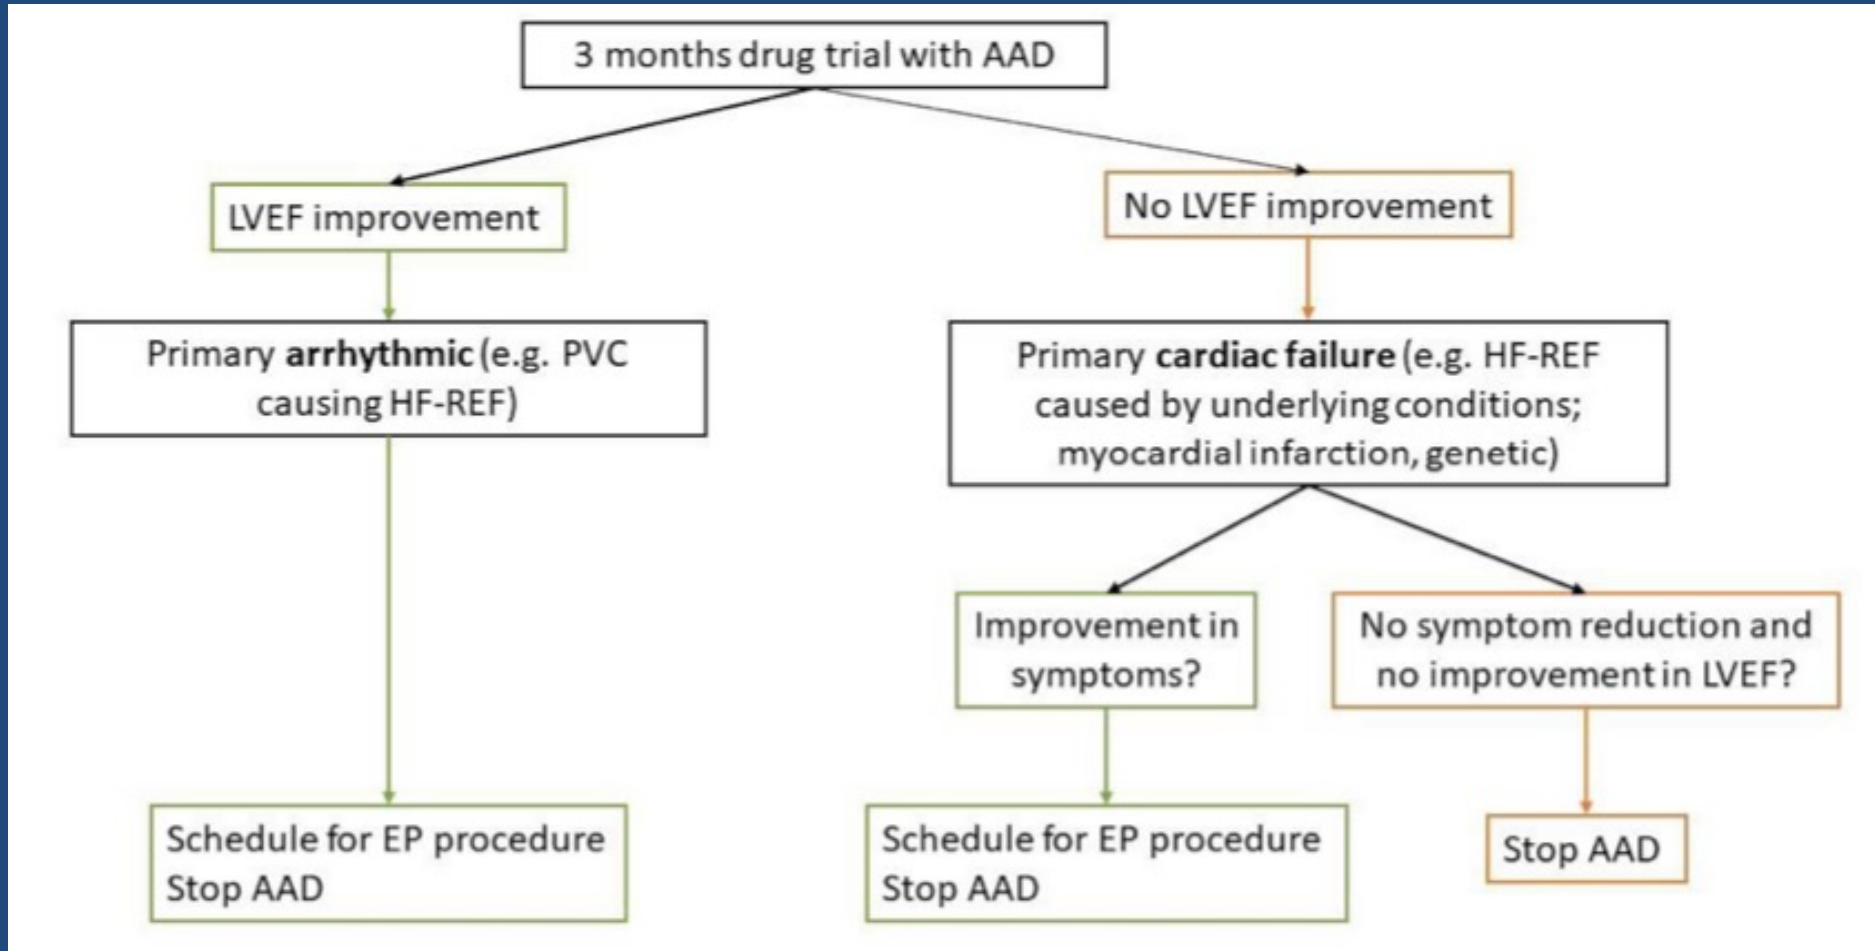 3 months drug trial with AAD
LVEF improvement
No LVEF improvement
Primary arrhythmic (e.g. PVC
causing HF-REF)
Primary cardiac failure (e.g. HF-REF
caused by underlying conditions;
myocardial infarction, genetic)
Improvement in
symptoms?
No symptom reduction and
no improvement in LVEF?
Schedule for EP procedure
Stop AAD
Schedule for EP procedure
Stop AAD
Stop AAD